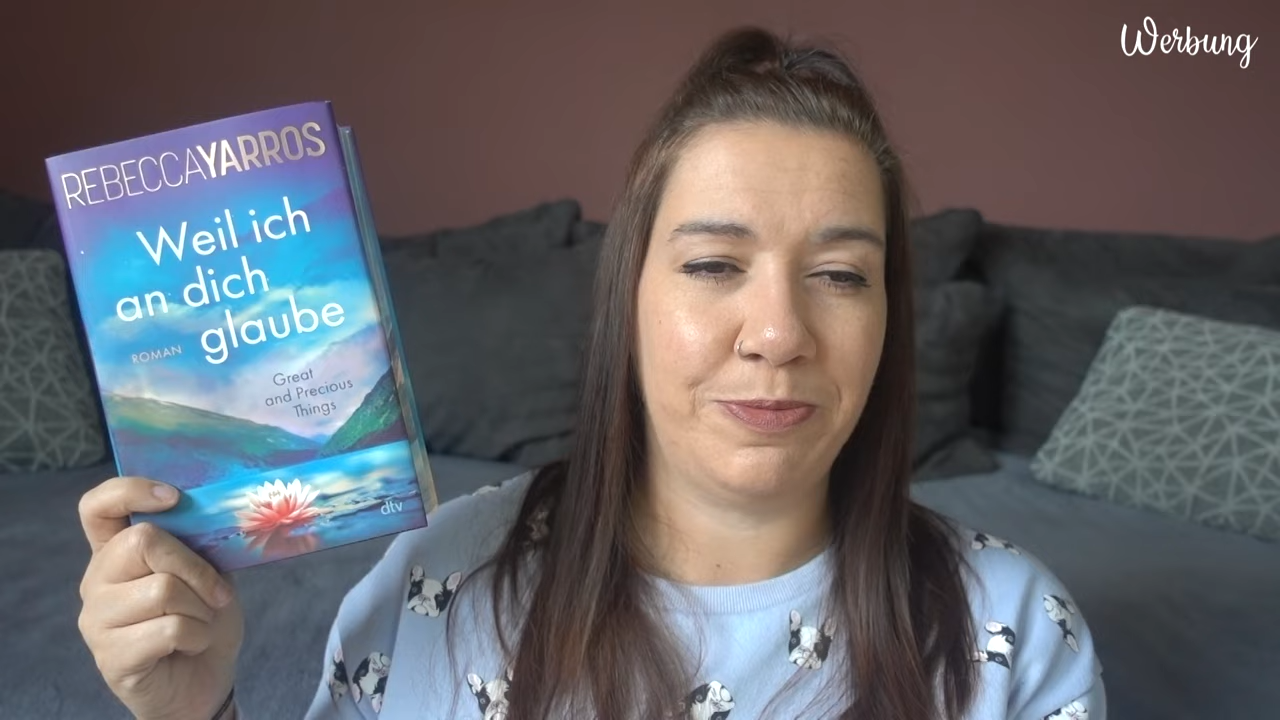 Werbung
REBECCA YARROS
Weil ich
an dich
glaube
ROMAN
Great
and Precious
Things
dtv